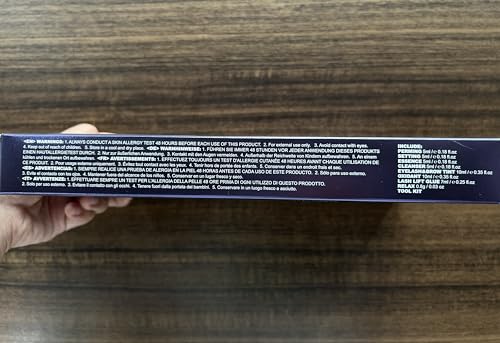 <EN> WARNINGS: 1. ALWAYS CONDUCT A SKIN ALLERGY TEST 48 HOURS BEFORE EACH USE OF THIS PRODUCT. 2. For external use only. 3. Avoid contact with eyes.
4. Keep out of reach of children. 5. Store in a cool and dry place. <DE> WARNHINWEISE: 1. FÜHREN SIE IMMER 48 STUNDEN VOR JEDER ANWENDUNG DIESES PRODUKTS
EINEN HAUTALLERGIETEST DURCH. 2. Nur zur äußerlichen Anwendung. 3. Kontakt mit den Augen vermeiden. 4. Außerhalb der Reichweite von Kindern aufbewahren. 5. An einem
kühlen und trockenen Ort aufbewahren. <FR> AVERTISSEMENTS: 1. EFFECTUEZ TOUJOURS UN TEST D'ALLERGIE CUTANÉE 48 HEURES AVANT CHAQUE UTILISATION DE
CE PRODUIT. 2. Pour usage externe uniquement. 3. Évitez tout contact avec les yeux. 4. Tenir hors de portée des enfants. 5. Conserver dans un endroit frais et sec.
<ES> ADVERTENCIAS: 1. SIEMPRE REALICE UNA PRUEBA DE ALERGIA EN LA PIEL 48 HORAS ANTES DE CADA USO DE ESTE PRODUCTO. 2. Sólo para uso externo.
3. Evite el contacto con los ojos. 4. Mantener fuera del alcance de los niños. 5. Conservar en un lugar fresco y seco.
<IT> AVVERTENZE: 1. EFFETTUARE SEMPRE UN TEST PER L'ALLERGIA DELLA PELLE 48 ORE PRIMA DI OGNI UTILIZZO DI QUESTO PRODOTTO.
2. Solo per uso esterno. 3. Evitare il contatto con gli occhi. 4. Tenere fuori dalla portata dei bambini. 5. Conservare in un luogo fresco e asciutto.
INCLUDE:
PERMING 5ml / ℮ 0.18 fl.oz
SETTING 5ml / ℮ 0.18 fl.oz
ESSENCE 5ml / ℮ 0.18 fl.oz
CLEANSER 5ml / ℮ 0.18 fl.oz
EYELASH&BROW TINT 10ml / ℮ 0.35 fl.oz
OXIDANT 10ml / ℮ 0.35 fl.oz
LASH LIFT GLUE 7ml / ℮ 0.25 fl.oz
RELAX 0.8g / 0.03 oz
TOOL KIT